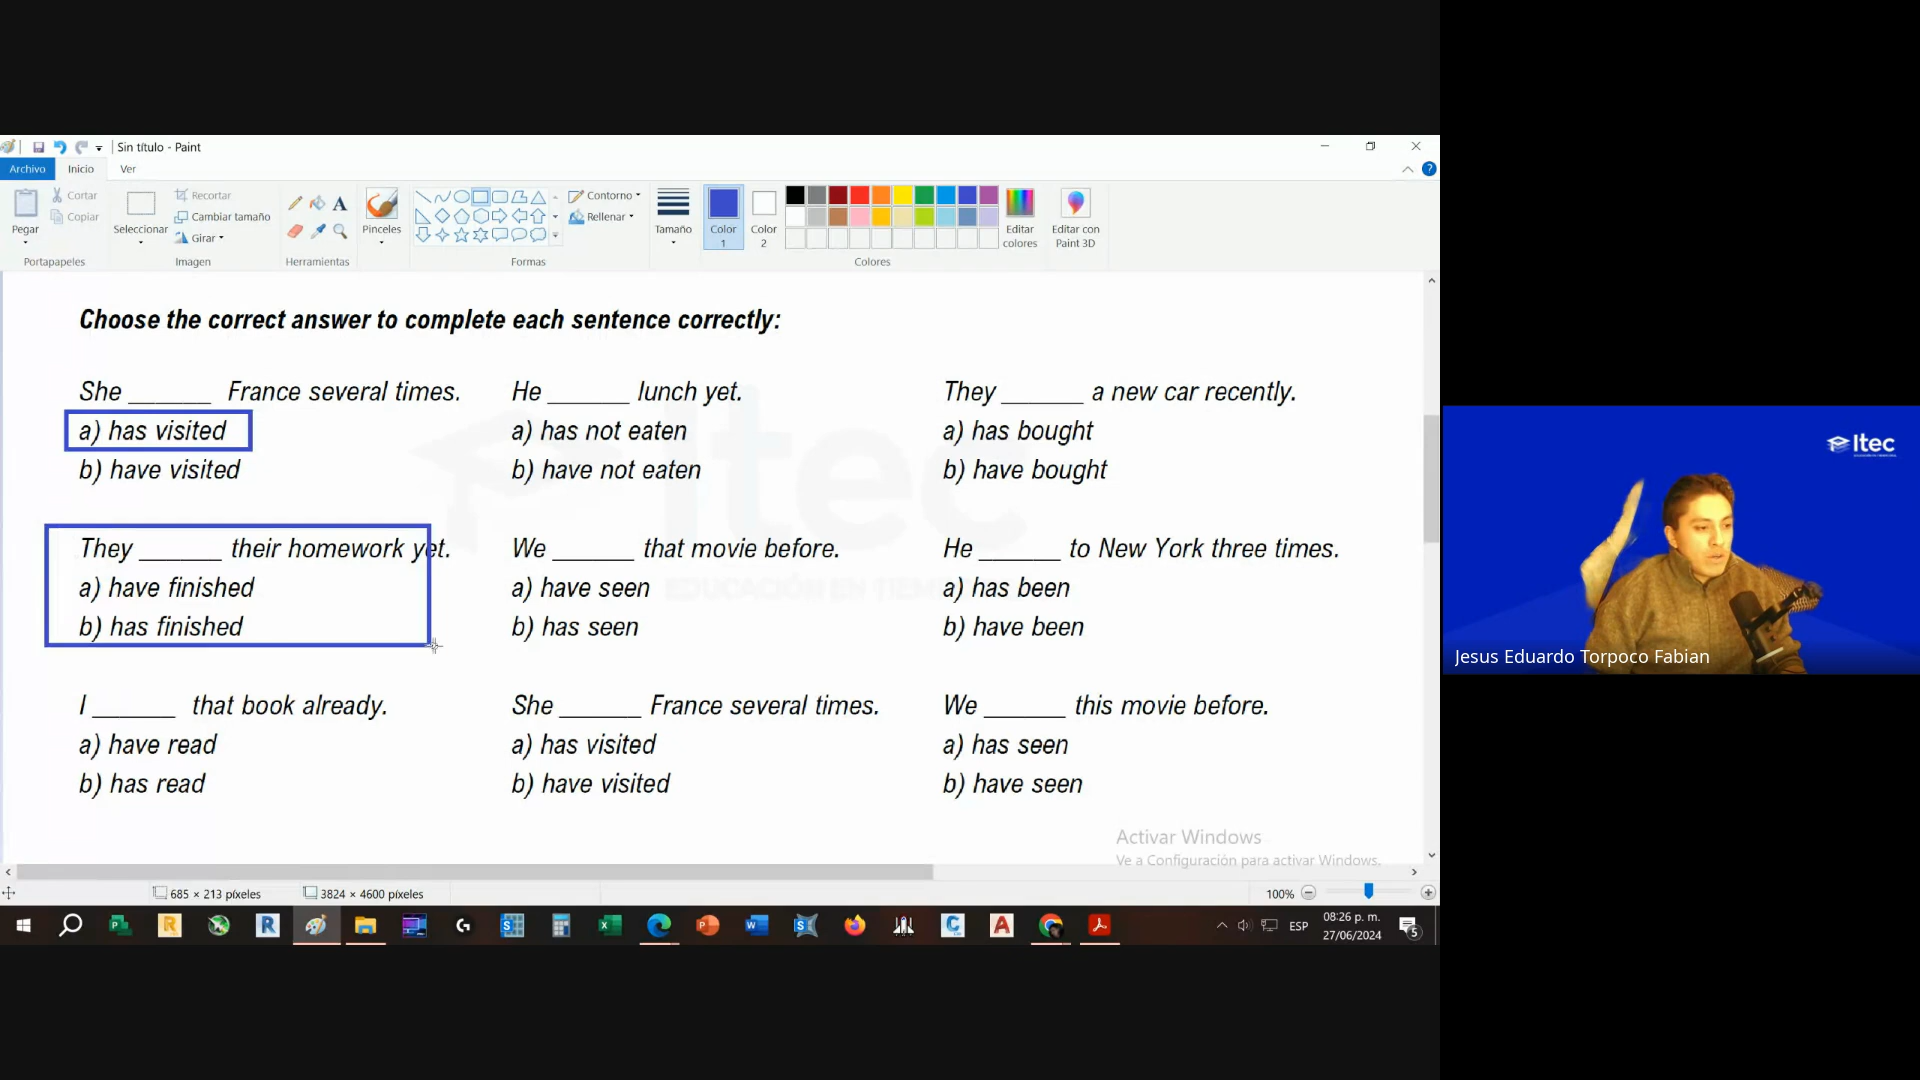 Sin título - Paint
Archivo Inicio Ver
Pegar
Cortar
Copiar
Portapapeles
Seleccionar
Recortar
Cambiar tamaño
Girar
Imagen
Herramientas
Pinceles
Contorno
Rellenar
Formas
Tamaño
Color 1
Color 2
Colores
Editar colores
Editar con Paint 3D
Choose the correct answer to complete each sentence correctly:
She ______ France several times.
a) has visited
b) have visited
He ______ lunch yet.
a) has not eaten
b) have not eaten
They ______ a new car recently.
a) has bought
b) have bought
They ______ their homework yet.
a) have finished
b) has finished
We ______ that movie before.
a) have seen
b) has seen
He ______ to New York three times.
a) has been
b) have been
I ______ that book already.
a) have read
b) has read
She ______ France several times.
a) has visited
b) have visited
We ______ this movie before.
a) has seen
b) have seen
Itec
Activar Windows
Ve a Configuración para activar Windows.
685 × 213 píxeles
3824 × 4600 píxeles
100%
ESP
08:26 p. m.
27/06/2024
5
Itec
Jesus Eduardo Torpoco Fabian